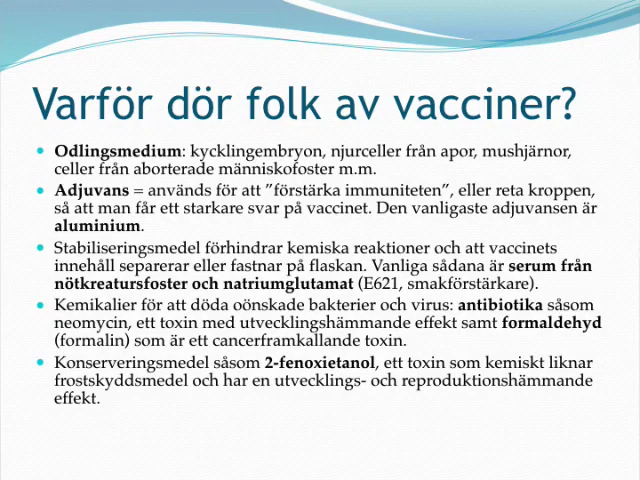 Varför dör folk av vacciner?
Odlingsmedium: kycklingembryon, njurceller från apor, mushjärnor,
celler från aborterade människofoster m.m.
Adjuvans = används för att ”förstärka immuniteten”, eller reta kroppen,
så att man får ett starkare svar på vaccinet. Den vanligaste adjuvansen är
aluminium.
Stabiliseringsmedel förhindrar kemiska reaktioner och att vaccinets
innehåll separerar eller fastnar på flaskan. Vanliga sådana är serum från
nötkreatursfoster och natriumglutamat (E621, smakförstärkare).
Kemikalier för att döda oönskade bakterier och virus: antibiotika såsom
neomycin, ett toxin med utvecklingshämmande effekt samt formaldehyd
(formalin) som är ett cancerframkallande toxin.
Konserveringsmedel såsom 2-fenoxietanol, ett toxin som kemiskt liknar
frostskyddsmedel och har en utvecklings- och reproduktionshämmande
effekt.